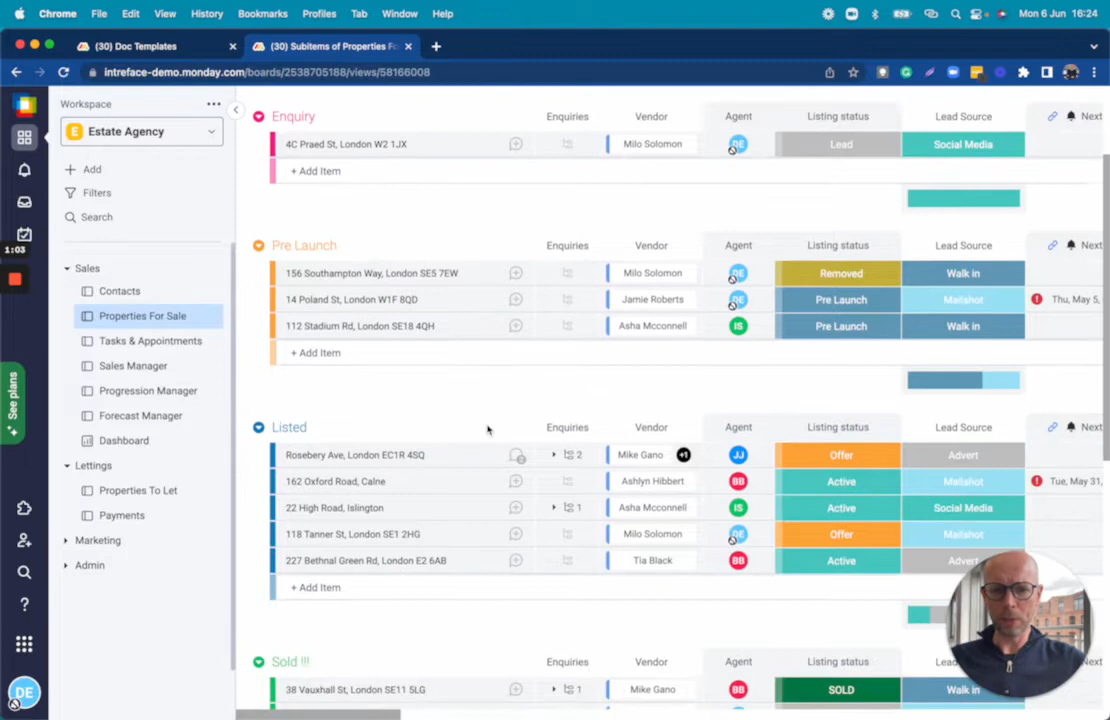 Chrome File Edit View History Bookmarks Profiles Tab Window Help Mon 6 Jun 16:24
(30) Doc Templates (30) Subitems of Properties Fo
intreface-demo.monday.com/boards/2538705188/views/58166008
Workspace
E Estate Agency
Add
Filters
Search
1:03
Sales
Contacts
Properties For Sale
Tasks & Appointments
Sales Manager
Progression Manager
Forecast Manager
Dashboard
Lettings
Properties To Let
Payments
Marketing
Admin
See plans
DE
Enquiry Enquiries Vendor Agent Listing status Lead Source Next
4C Praed St, London W2 1JX Milo Solomon DE Lead Social Media
+ Add Item
Pre Launch Enquiries Vendor Agent Listing status Lead Source Next
156 Southampton Way, London SE5 7EW Milo Solomon DE Removed Walk in
14 Poland St, London W1F 8QD Jamie Roberts DE Pre Launch Mailshot Thu, May 5,
112 Stadium Rd, London SE18 4QH Asha Mcconnell IS Pre Launch Walk in
+ Add Item
Listed Enquiries Vendor Agent Listing status Lead Source Next
Rosebery Ave, London EC1R 4SQ 2 Mike Gano +1 JJ Offer Advert
162 Oxford Road, Calne Ashlyn Hibbert BB Active Mailshot Tue, May 31,
22 High Road, Islington 1 Asha Mcconnell IS Active Social Media
118 Tanner St, London SE1 2HG Milo Solomon DE Offer Mailshot
227 Bethnal Green Rd, London E2 6AB Tia Black BB Active Advert
+ Add Item
Sold !!! Enquiries Vendor Agent Listing status Lead
38 Vauxhall St, London SE11 5LG 1 Mike Gano BB SOLD Walk in